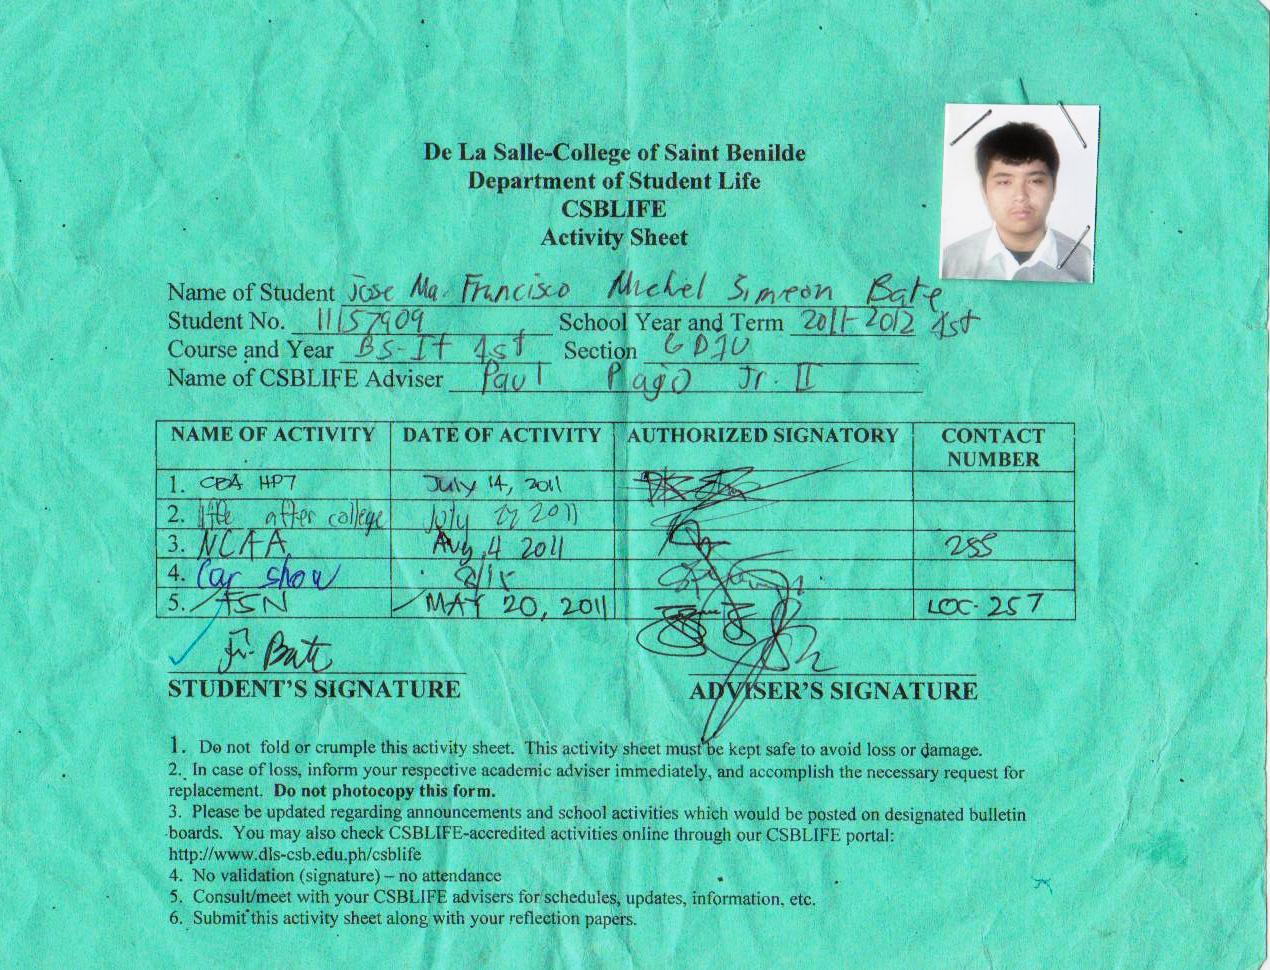 De La Salle-College of Saint Benilde
Department of Student Life
CSBLIFE
Activity Sheet
Name of Student Jose Ma. Francisco Michel Simeon Bate
Student No. 11157909 School Year and Term 2011-2012 1st
Course and Year BS-IT 1st Section GD1U
Name of CSBLIFE Adviser Paul Pago Jr. II
NAME OF ACTIVITY DATE OF ACTIVITY AUTHORIZED SIGNATORY CONTACT NUMBER
1. CBA HP7 July 14, 2011
2. life after college July 22 2011
3. NCAA Aug 4 2011 255
4. Car show 8/15
5. FSN MAY 20, 2011 LOC. 257
Bate
STUDENT'S SIGNATURE ADVISER'S SIGNATURE
1. Do not fold or crumple this activity sheet. This activity sheet must be kept safe to avoid loss or damage.
2. In case of loss, inform your respective academic adviser immediately, and accomplish the necessary request for
replacement. Do not photocopy this form.
3. Please be updated regarding announcements and school activities which would be posted on designated bulletin
boards. You may also check CSBLIFE-accredited activities online through our CSBLIFE portal:
http://www.dls-csb.edu.ph/csblife
4. No validation (signature) – no attendance
5. Consult/meet with your CSBLIFE advisers for schedules, updates, information, etc.
6. Submit this activity sheet along with your reflection papers.